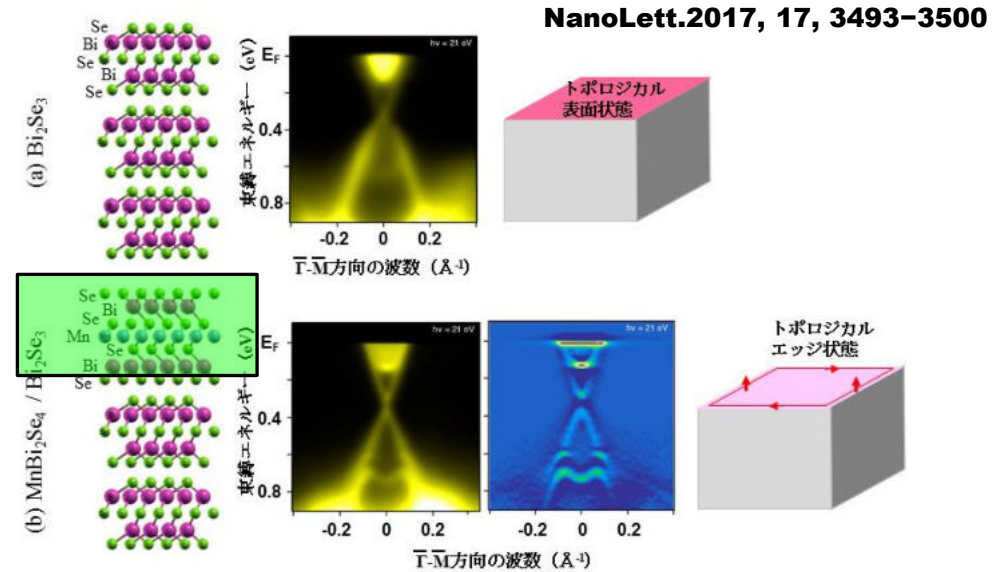 NanoLett.2017, 17, 3493−3500
(a) Bi₂Se₃
Se
Bi
Se
Bi
Se
束縛エネルギー (eV)
E_F
0.4
0.8
hν = 21 eV
-0.2 0 0.2
Γ̅-M̅方向の波数（Å⁻¹）
トポロジカル
表面状態
(b) MnBi₂Se₄ / Bi₂Se₃
Se
Bi
Se
Mn
Se
Bi
Se
束縛エネルギー (eV)
E_F
0.4
0.8
hν = 21 eV
-0.2 0 0.2
hν = 21 eV
-0.2 0 0.2
Γ̅-M̅方向の波数（Å⁻¹）
トポロジカル
エッジ状態